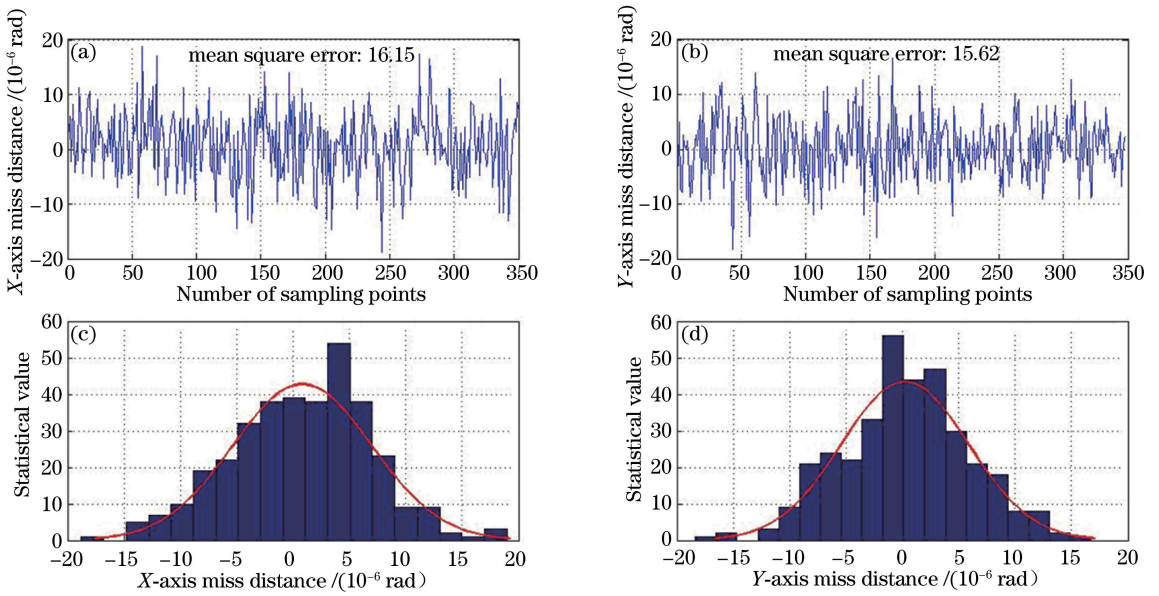 (a) mean square error: 16.15
X-axis miss distance /(10⁻⁶ rad)
20
10
0
−10
−20
0 50 100 150 200 250 300 350
Number of sampling points
(b) mean square error: 15.62
Y-axis miss distance /(10⁻⁶ rad)
20
10
0
−10
−20
0 50 100 150 200 250 300 350
Number of sampling points
(c)
Statistical value
60
50
40
30
20
10
0
−20 −15 −10 −5 0 5 10 15 20
X-axis miss distance /(10⁻⁶ rad)
(d)
Statistical value
60
50
40
30
20
10
0
−20 −15 −10 −5 0 5 10 15 20
Y-axis miss distance /(10⁻⁶ rad)